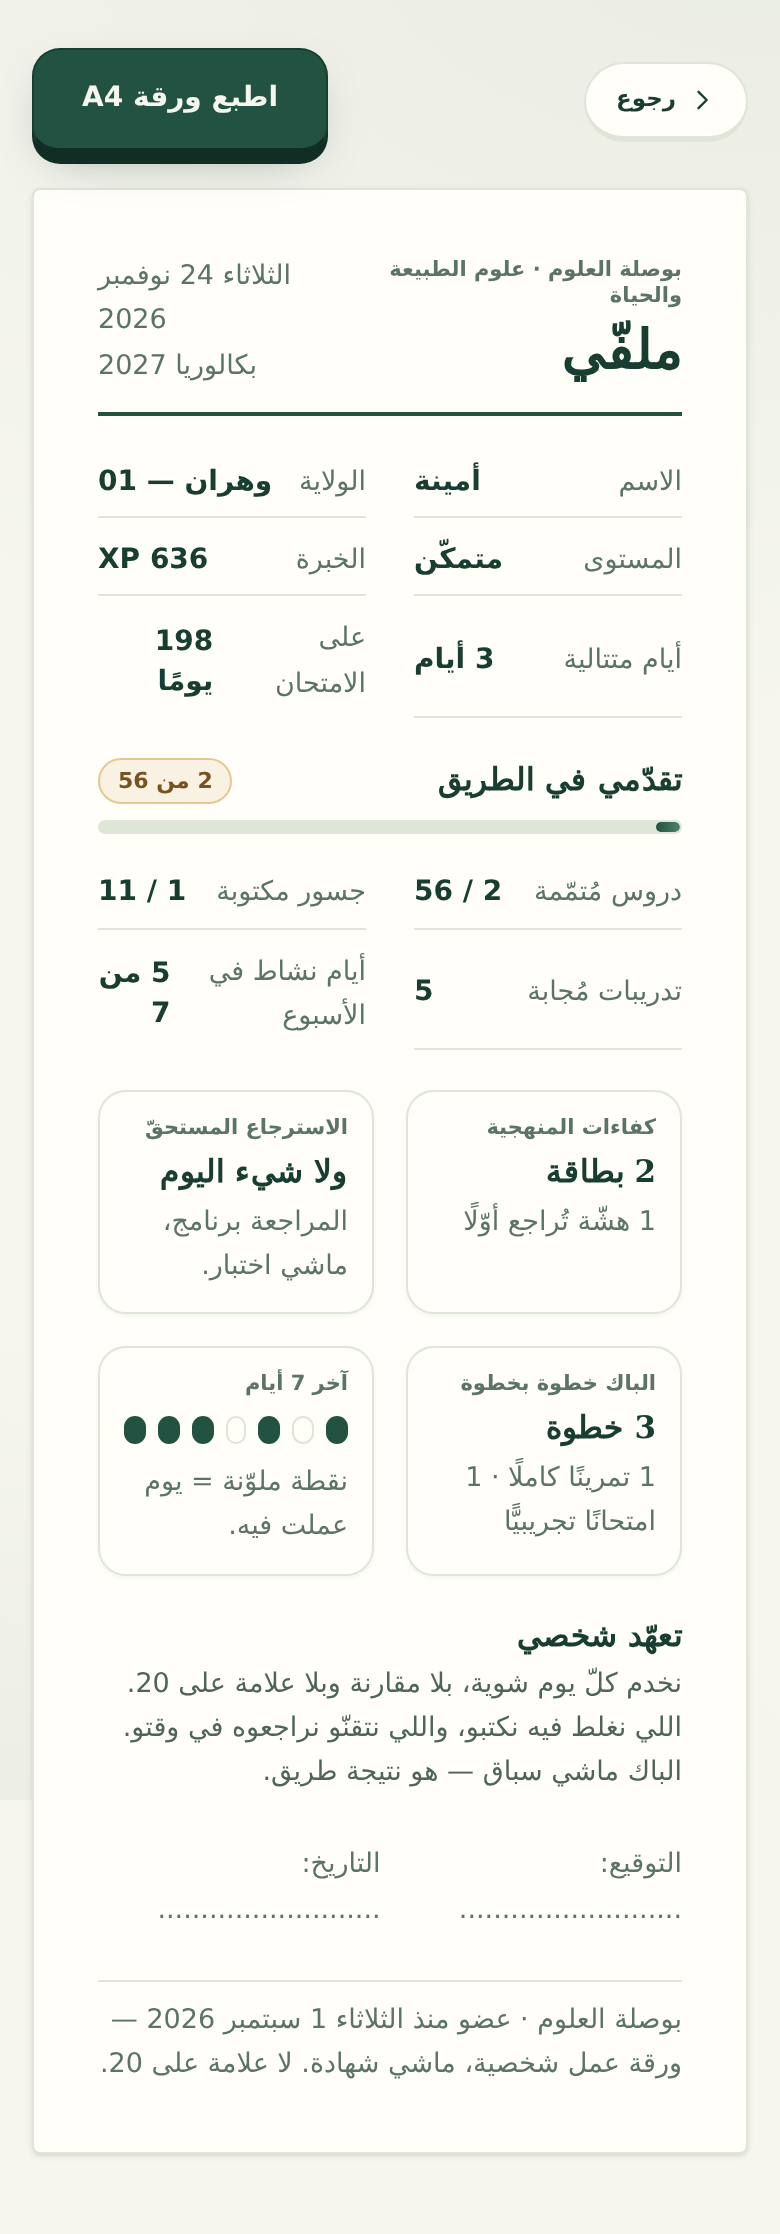 رجوع
اطبع ورقة A4
بوصلة العلوم · علوم الطبيعة
والحياة
ملفّي
الثلاثاء 24 نوفمبر
2026
بكالوريا 2027
الاسم أمينة
الولاية وهران — 01
المستوى متمكّن
الخبرة 636 XP
أيام متتالية 3 أيام
على
الامتحان
198
يومًا
تقدّمي في الطريق
2 من 56
دروس مُتمّمة 2 / 56
جسور مكتوبة 1 / 11
تدريبات مُجابة 5
أيام نشاط في
الأسبوع
5 من
7
كفاءات المنهجية
2 بطاقة
1 هشّة تُراجع أوّلًا
الاسترجاع المستحقّ
ولا شيء اليوم
المراجعة برنامج،
ماشي اختبار.
الباك خطوة بخطوة
3 خطوة
1 تمرينًا كاملًا · 1
امتحانًا تجريبيًّا
آخر 7 أيام
نقطة ملوّنة = يوم
عملت فيه.
تعهّد شخصي
نخدم كلّ يوم شوية، بلا مقارنة وبلا علامة على 20.
اللي نغلط فيه نكتبو، واللي نتقنّو نراجعوه في وقتو.
الباك ماشي سباق — هو نتيجة طريق.
التوقيع:
..........................
التاريخ:
..........................
بوصلة العلوم · عضو منذ الثلاثاء 1 سبتمبر 2026 —
ورقة عمل شخصية، ماشي شهادة. لا علامة على 20.